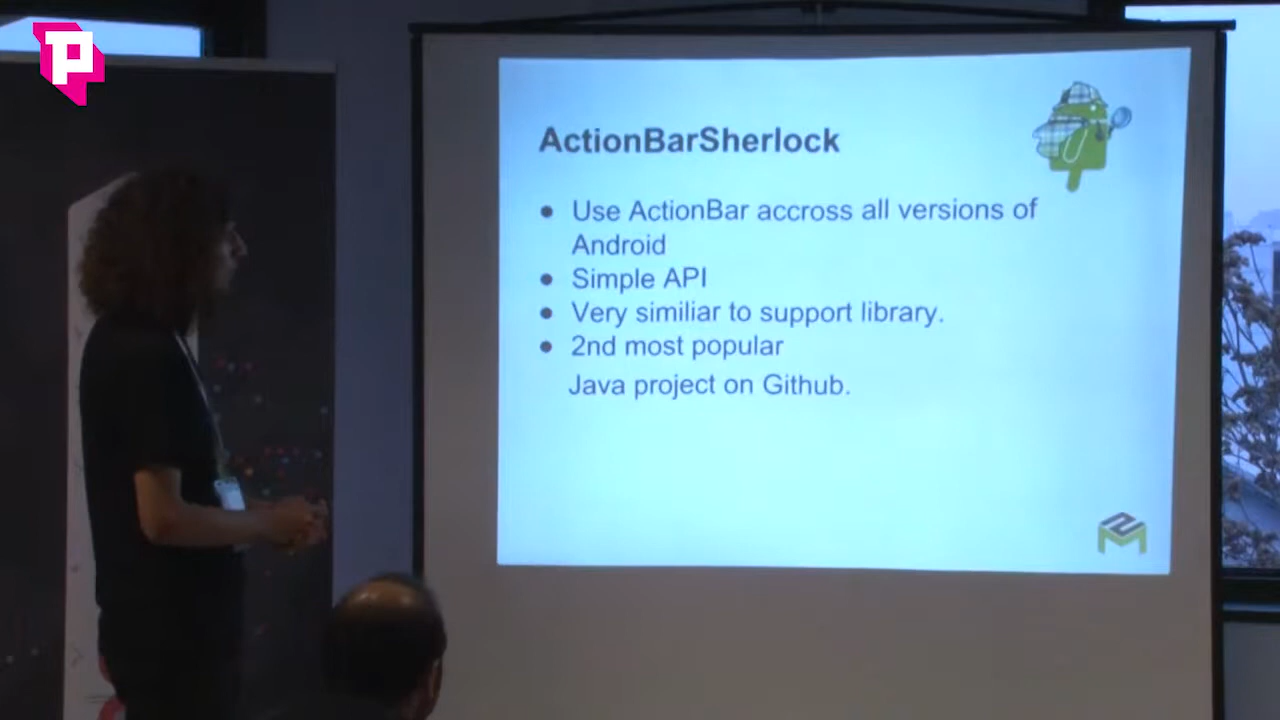 P
ActionBarSherlock
● Use ActionBar accross all versions of
Android
● Simple API
● Very similiar to support library.
● 2nd most popular
Java project on Github.